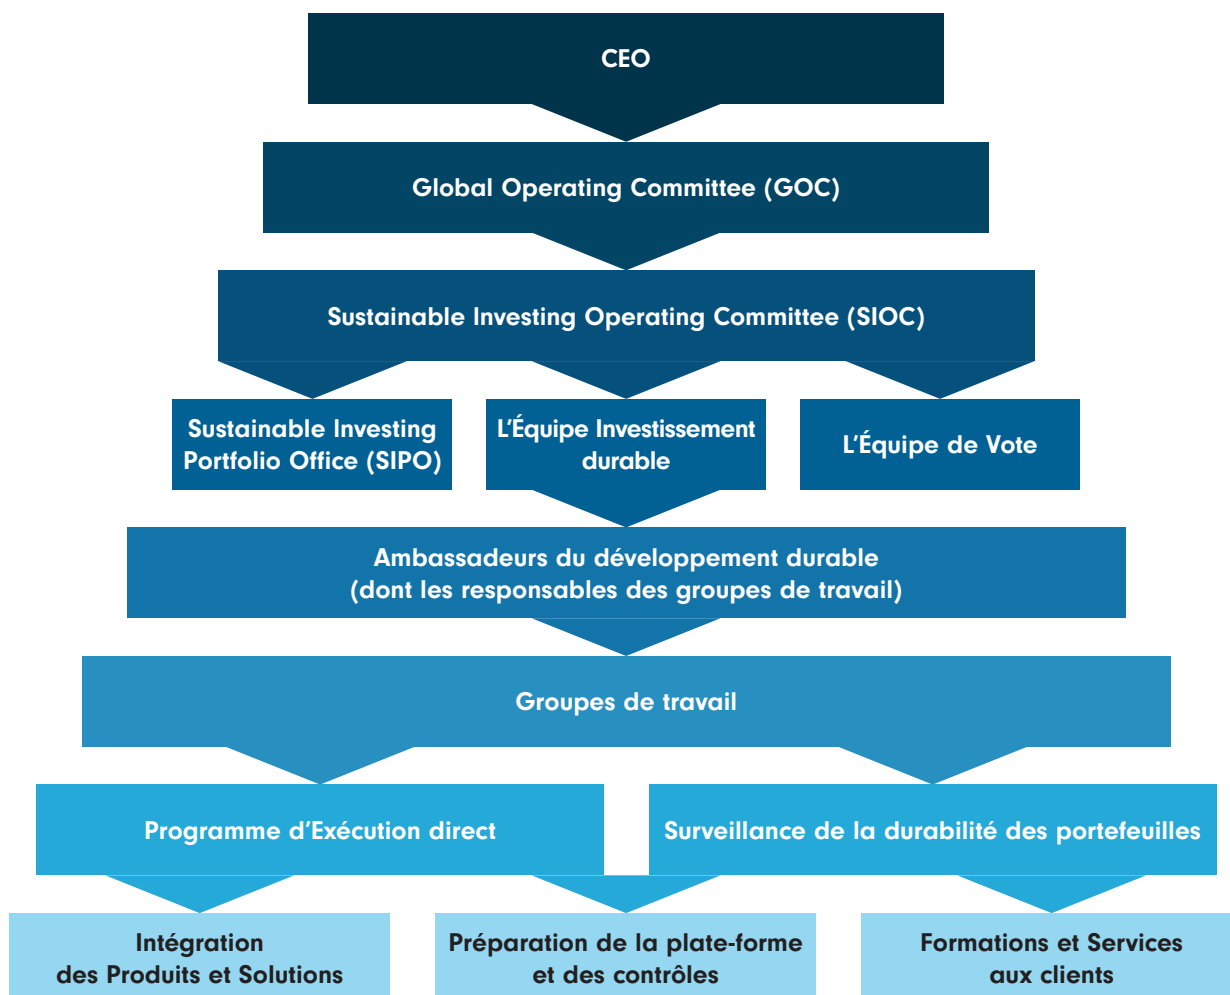 CEO
Global Operating Committee (GOC)
Sustainable Investing Operating Committee (SIOC)
Sustainable Investing
Portfolio Office (SIPO)
L’Équipe Investissement
durable
L’Équipe de Vote
Ambassadeurs du développement durable
(dont les responsables des groupes de travail)
Groupes de travail
Programme d’Exécution direct
Surveillance de la durabilité des portefeuilles
Intégration
des Produits et Solutions
Préparation de la plate-forme
et des contrôles
Formations et Services
aux clients